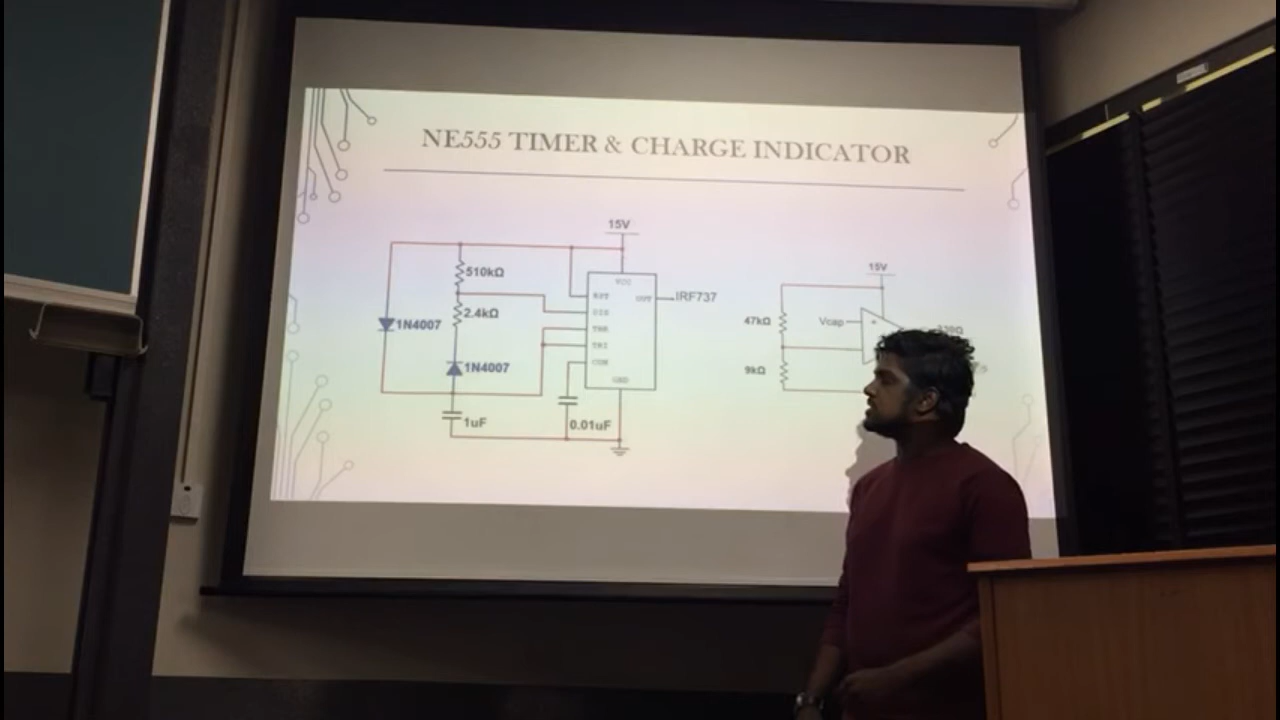 NE555 TIMER & CHARGE INDICATOR
15V
510kΩ
VCC
RST
OUT
IRF737
DIS
2.4kΩ
1N4007
THR
TRI
1N4007
CON
GND
1uF
0.01uF
15V
47kΩ
Vcap
+
9kΩ